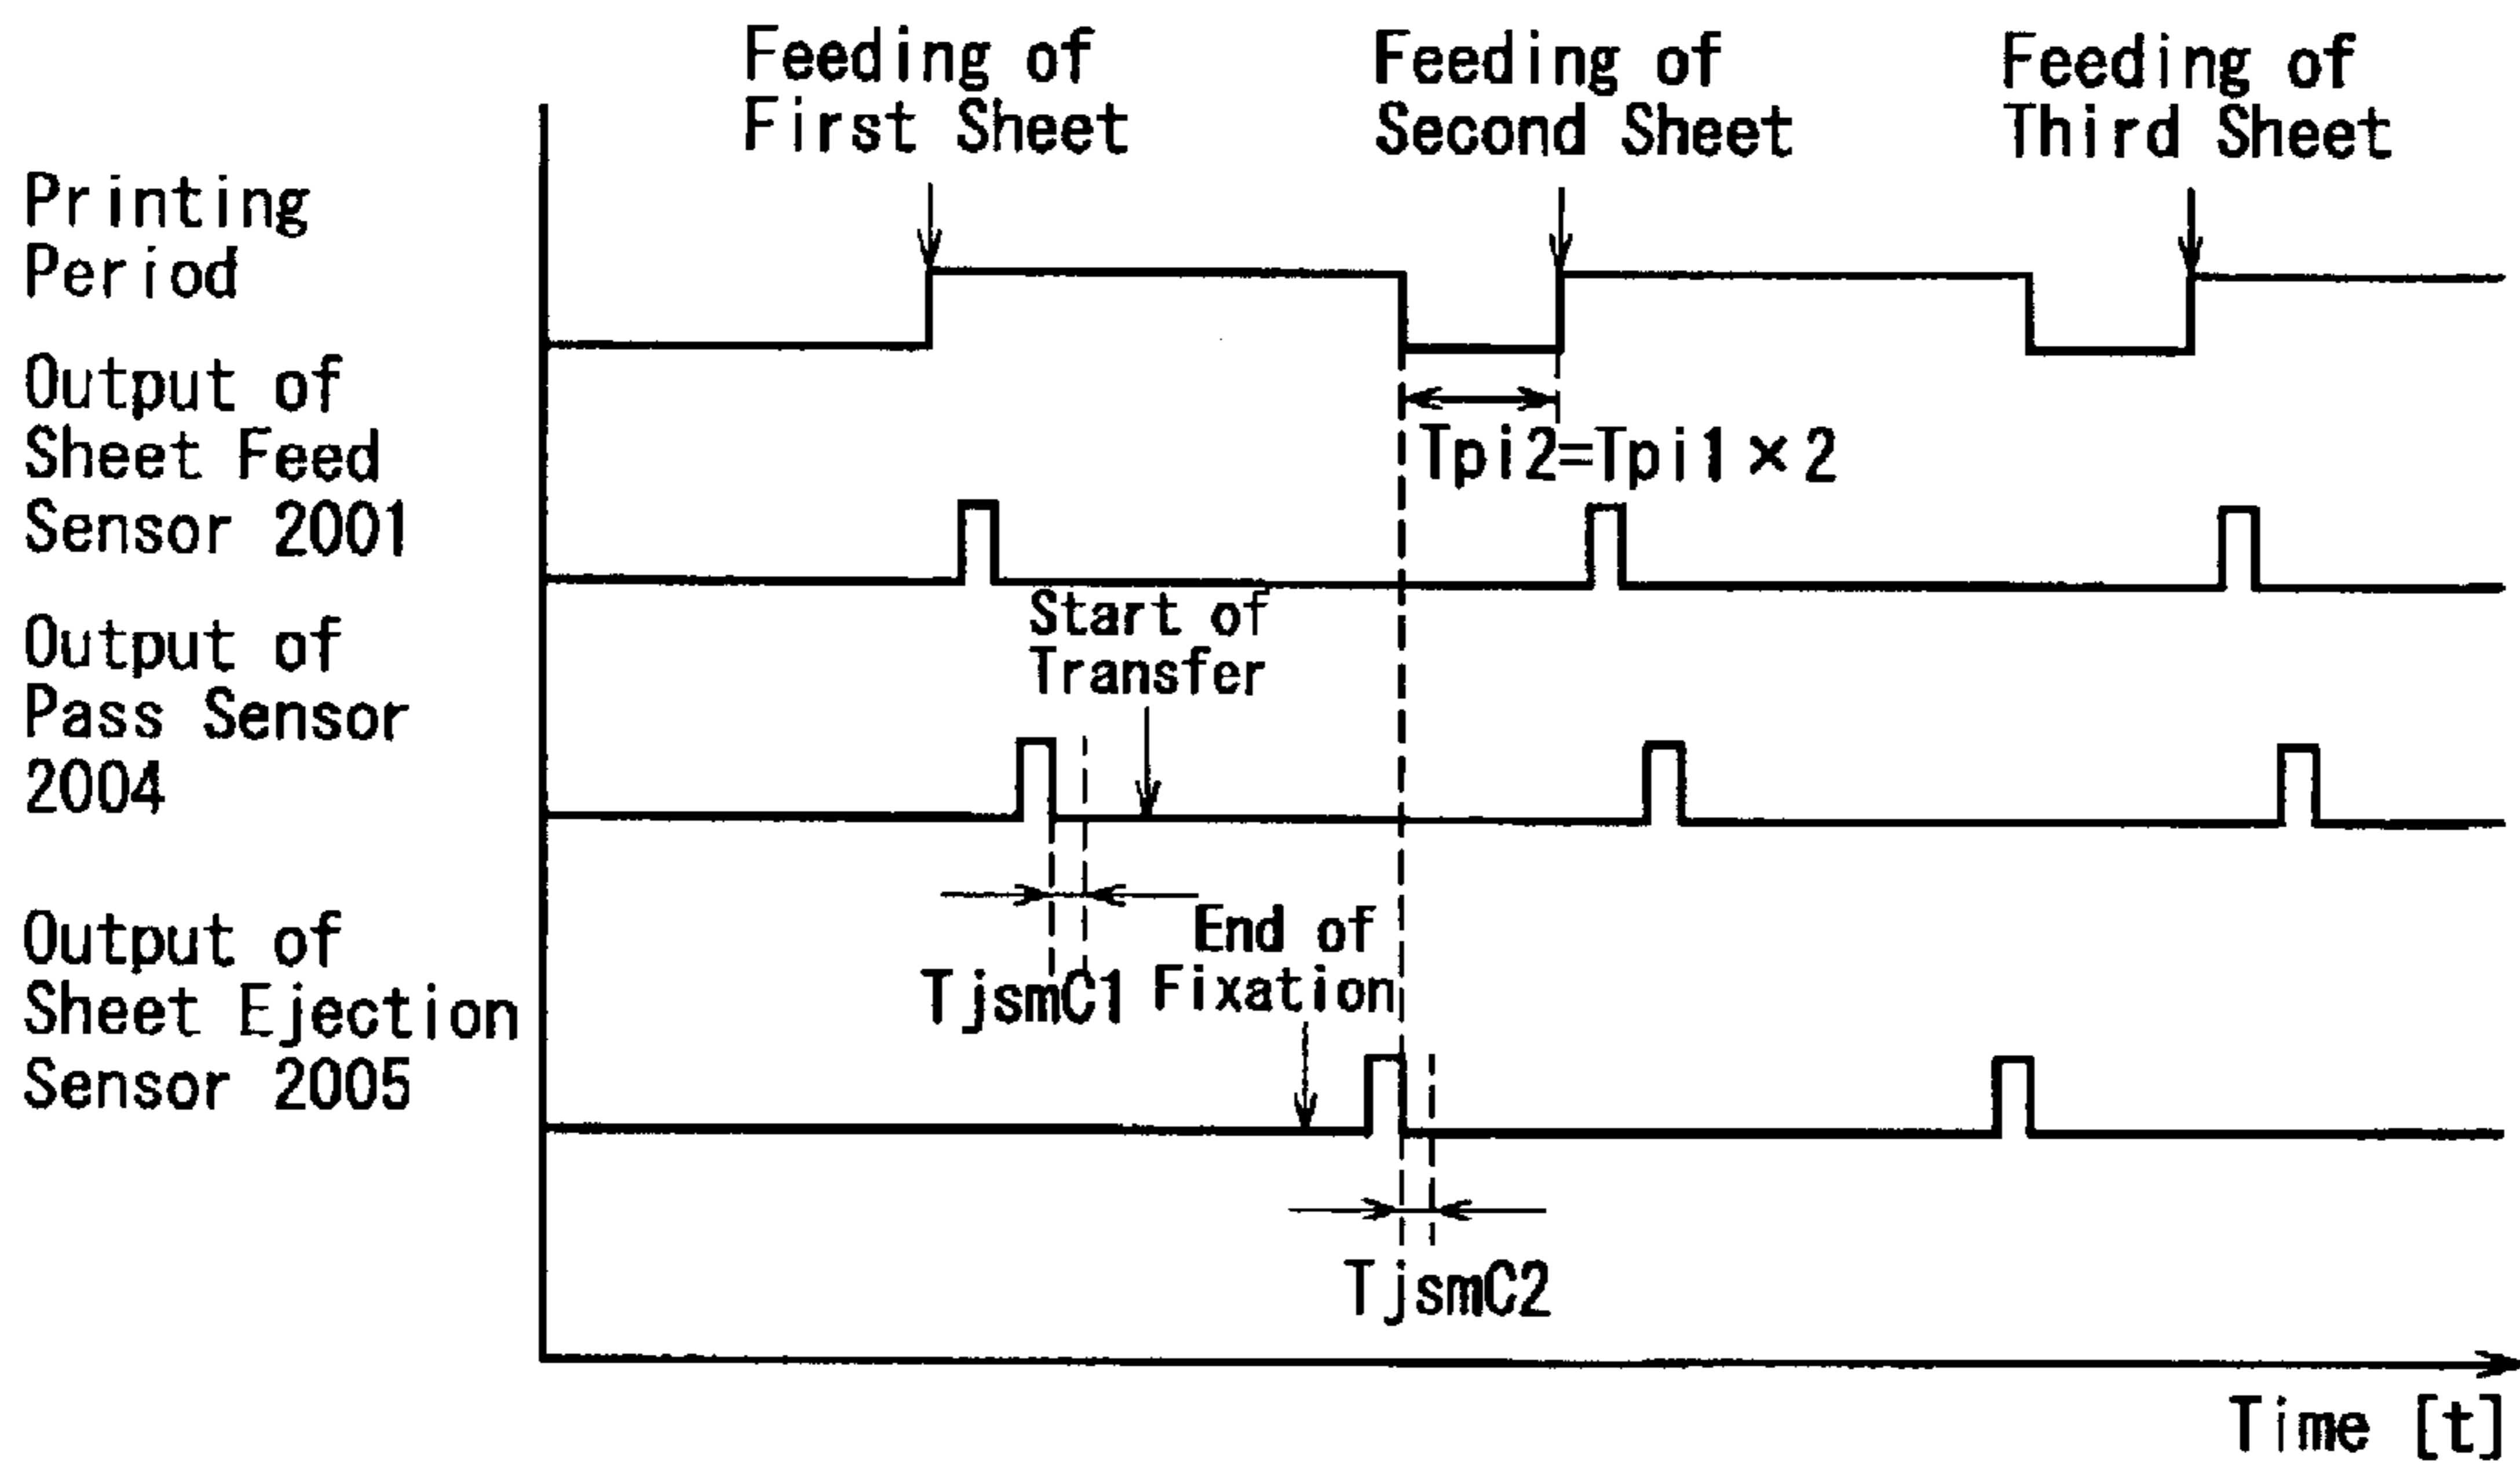 Feeding of
First Sheet
Feeding of
Second Sheet
Feeding of
Third Sheet
Printing
Period
Output of
Sheet Feed
Sensor 2001
Tpi2=Tpi1×2
Output of
Pass Sensor
2004
Start of
Transfer
TjsmC1
End of
Fixation
Output of
Sheet Ejection
Sensor 2005
TjsmC2
Time [t]